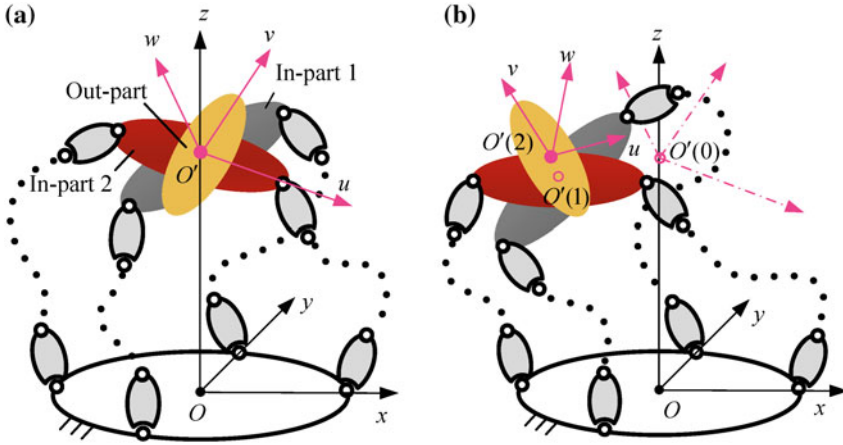 (a)
z
w
v
In-part 1
Out-part
O'
In-part 2
u
y
O
x
(b)
z
v
w
O'(2)
u
O'(0)
O'(1)
y
O
x